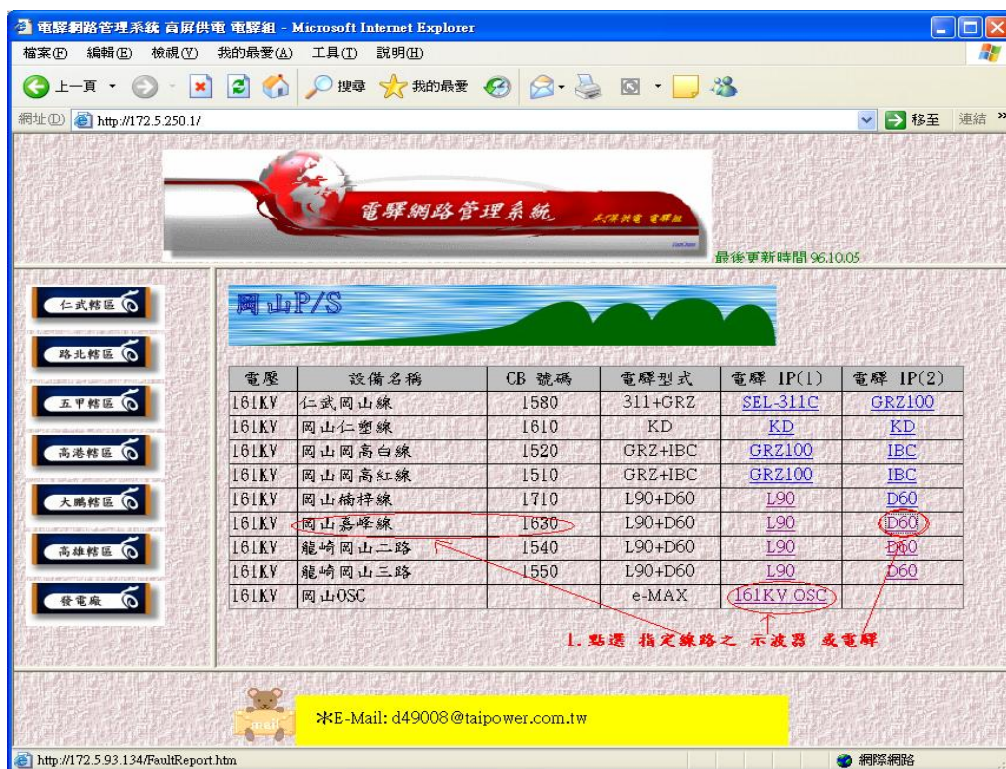 電驛網路管理系統 高屏供電 電驛組 - Microsoft Internet Explorer
檔案(F) 編輯(E) 檢視(V) 我的最愛(A) 工具(T) 說明(H)
上一頁 搜尋 我的最愛
網址(D) http://172.5.250.1/ 移至 連結 »
電驛網路管理系統 高屏供電 電驛組
最後更新時間 96.10.05
仁武轄區
路北轄區
五甲轄區
高港轄區
大鵬轄區
高雄轄區
發電廠
岡山P/S
電壓 設備名稱 CB 號碼 電驛型式 電驛 IP(1) 電驛 IP(2)
161KV 仁武岡山線 1580 311+GRZ SEL-311C GRZ100
161KV 岡山仁塑線 1610 KD KD KD
161KV 岡山岡高白線 1520 GRZ+IBC GRZ100 IBC
161KV 岡山岡高紅線 1510 GRZ+IBC GRZ100 IBC
161KV 岡山楠梓線 1710 L90+D60 L90 D60
161KV 岡山嘉峰線 1630 L90+D60 L90 D60
161KV 龍崎岡山二路 1540 L90+D60 L90 D60
161KV 龍崎岡山三路 1550 L90+D60 L90 D60
161KV 岡山OSC e-MAX 161KV OSC
1.點選 指定線路之 示波器 或電驛
mail
*E-Mail: d49008@taipower.com.tw
http://172.5.93.134/FaultReport.htm 網際網路